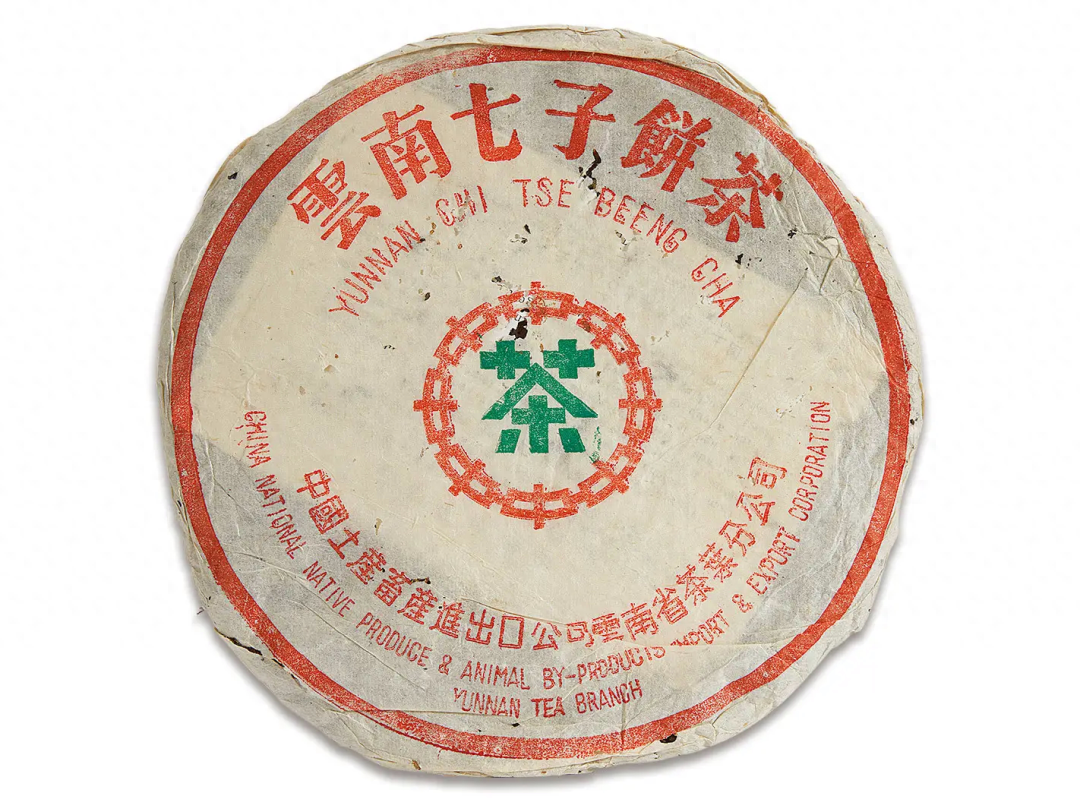 雲南七子餅茶
YUNNAN CHI TSE BEENG CHA
茶
中國土産畜産進出口公司雲南省茶葉分公司
CHINA NATIONAL NATIVE PRODUCE & ANIMAL BY-PRODUCTS IMPORT & EXPORT CORPORATION
YUNNAN TEA BRANCH